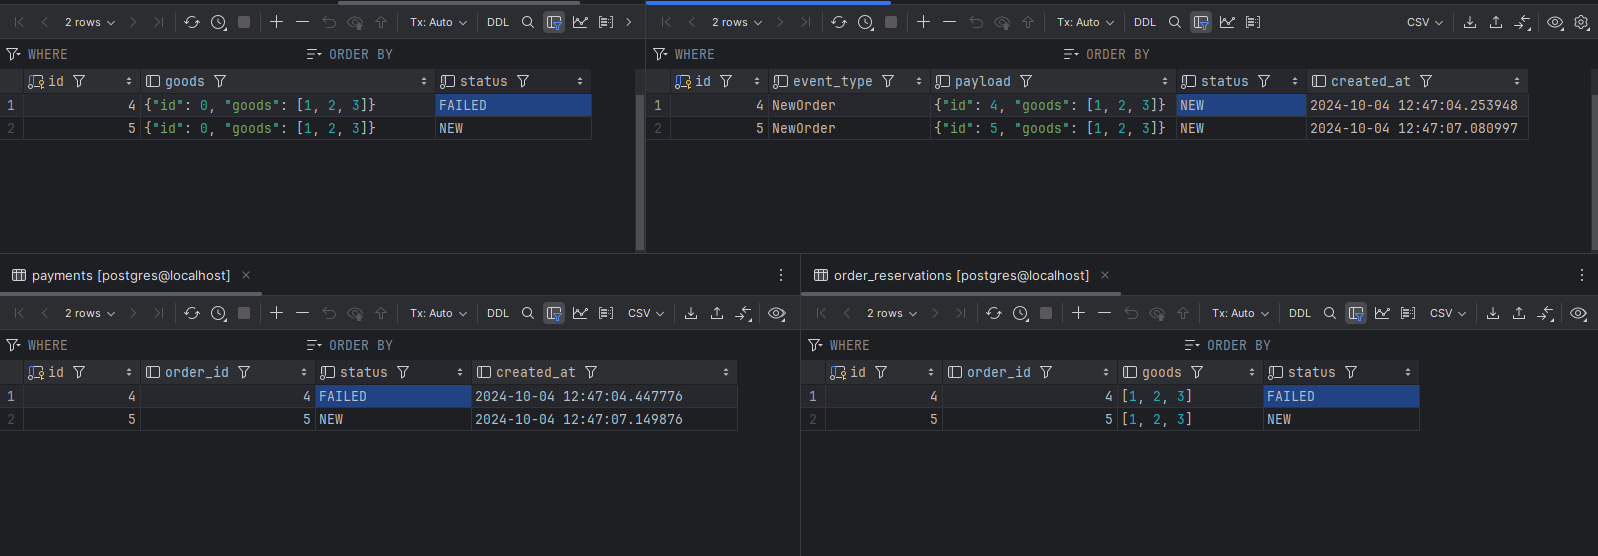 2 rows Tx: Auto DDL
WHERE ORDER BY
id goods status
1 4 {"id": 0, "goods": [1, 2, 3]} FAILED
2 5 {"id": 0, "goods": [1, 2, 3]} NEW
2 rows Tx: Auto DDL CSV
WHERE ORDER BY
id event_type payload status created_at
1 4 NewOrder {"id": 4, "goods": [1, 2, 3]} NEW 2024-10-04 12:47:04.253948
2 5 NewOrder {"id": 5, "goods": [1, 2, 3]} NEW 2024-10-04 12:47:07.080997
payments [postgres@localhost]
2 rows Tx: Auto DDL CSV
WHERE ORDER BY
id order_id status created_at
1 4 4 FAILED 2024-10-04 12:47:04.447776
2 5 5 NEW 2024-10-04 12:47:07.149876
order_reservations [postgres@localhost]
2 rows Tx: Auto DDL CSV
WHERE ORDER BY
id order_id goods status
1 4 4 [1, 2, 3] FAILED
2 5 5 [1, 2, 3] NEW